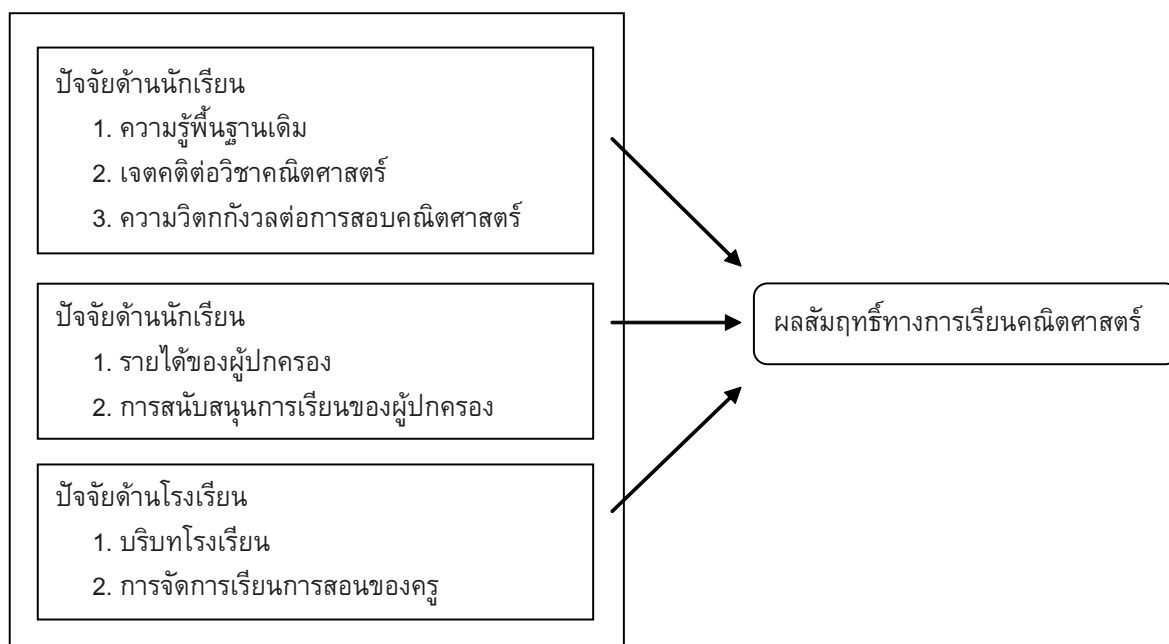 ปัจจัยด้านนักเรียน
1. ความรู้พื้นฐานเดิม
2. เจตคติต่อวิชาคณิตศาสตร์
3. ความวิตกกังวลต่อการสอบคณิตศาสตร์
ปัจจัยด้านนักเรียน
1. รายได้ของผู้ปกครอง
2. การสนับสนุนการเรียนของผู้ปกครอง
ปัจจัยด้านโรงเรียน
1. บริบทโรงเรียน
2. การจัดการเรียนการสอนของครู
ผลสัมฤทธิ์ทางการเรียนคณิตศาสตร์